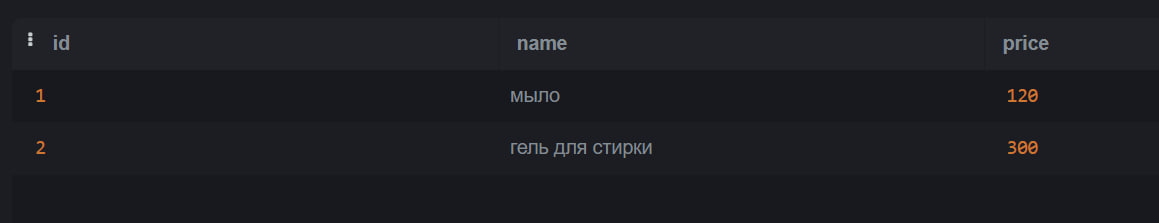 id name price
1 мыло 120
2 гель для стирки 300